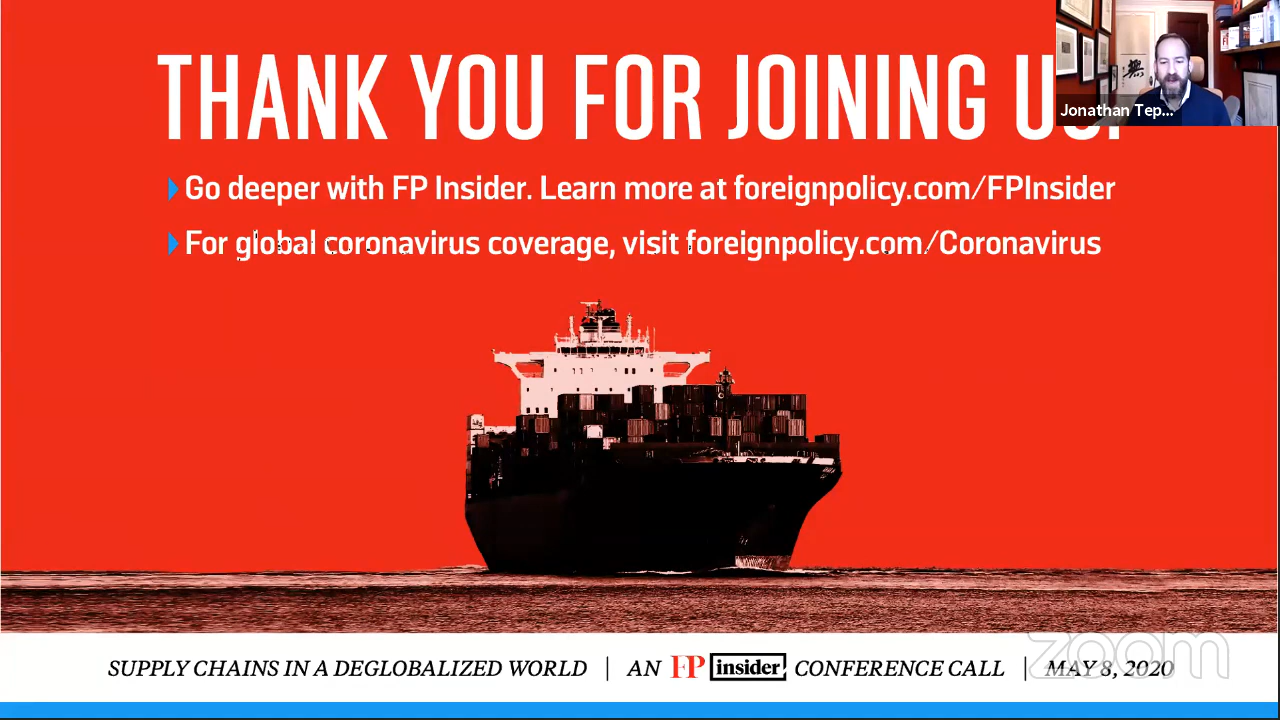 THANK YOU FOR JOINING US!
Jonathan Tep...
Go deeper with FP Insider. Learn more at foreignpolicy.com/FPInsider
For global coronavirus coverage, visit foreignpolicy.com/Coronavirus
SUPPLY CHAINS IN A DEGLOBALIZED WORLD | AN FP insider CONFERENCE CALL | MAY 8, 2020
zoom